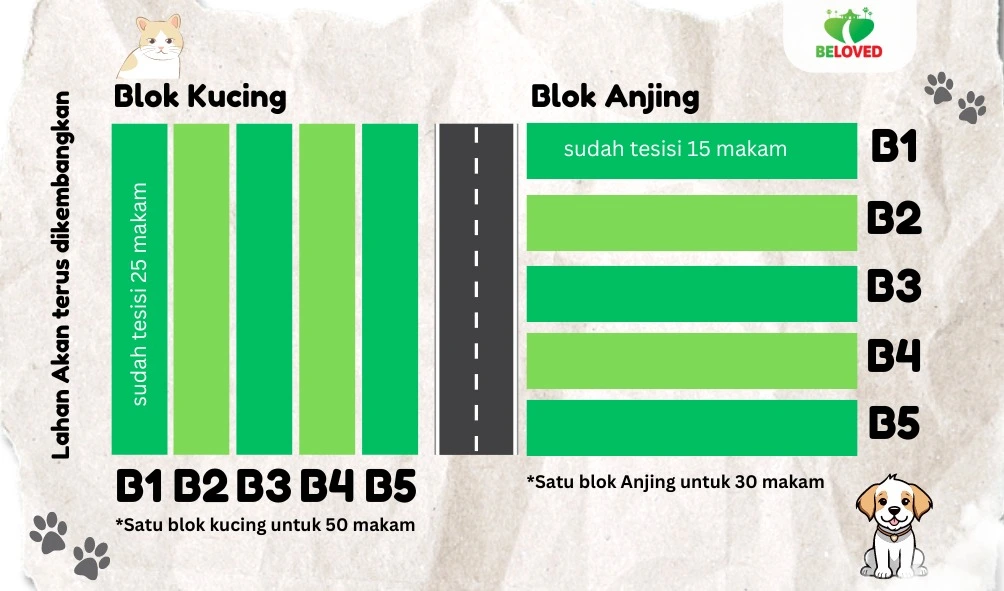 BELOVED
Blok Kucing
Blok Anjing
Lahan Akan terus dikembangkan
sudah tesisi 25 makam
sudah tesisi 15 makam
B1
B2
B3
B4
B5
B1 B2 B3 B4 B5
*Satu blok Anjing untuk 30 makam
*Satu blok kucing untuk 50 makam